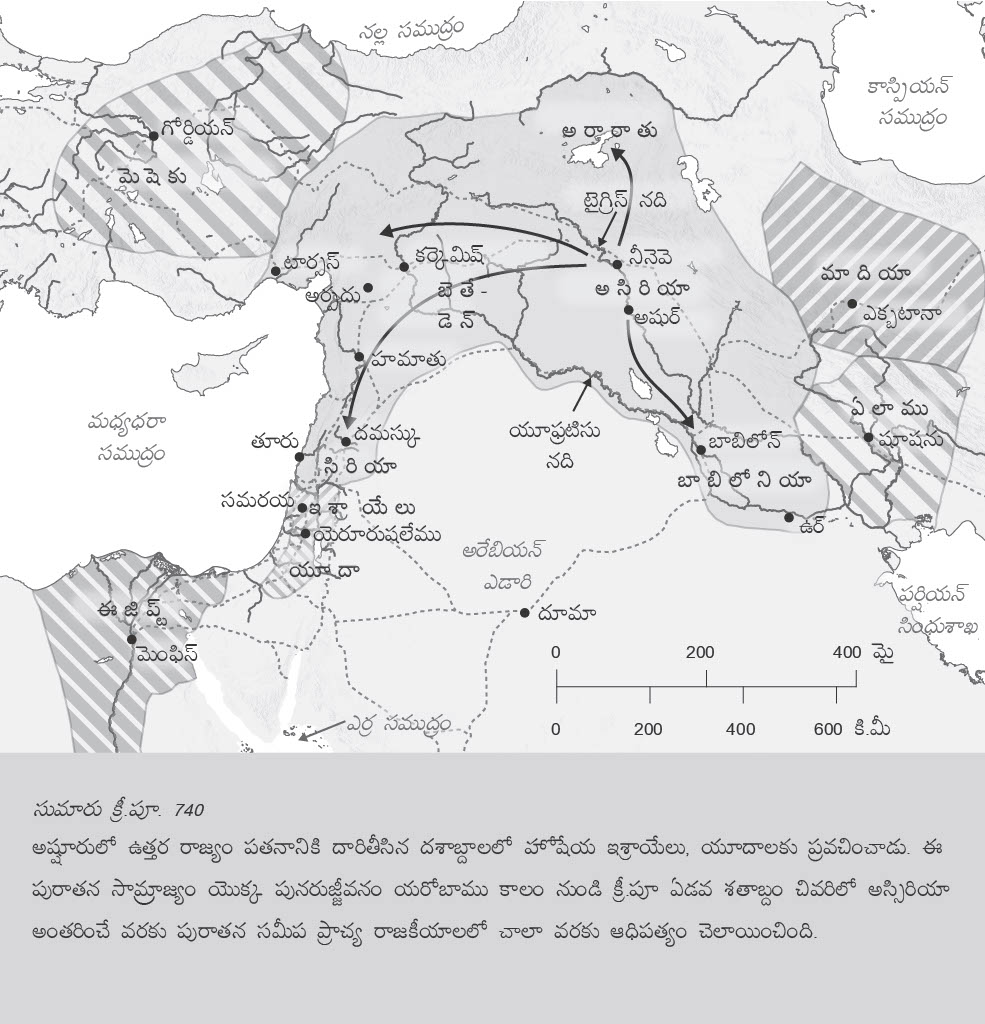 నల్ల సముద్రం
కాస్పియన్
సముద్రం
గోర్డియన్
మెషెకు
అర్రారాతు
టైగ్రిస్ నది
టార్సస్
కర్కెమిష్
అర్పదు
బెతే-
డెన్
నీనెవె
అసిరియా
అషుర్
మాదియా
ఎక్బటానా
హమాతు
ఏలాము
షూషను
మధ్యధరా
సముద్రం
తూరు
దమస్కు
సిరియా
యూఫ్రటిసు
నది
బాబిలోన్
బాబిలోనియా
ఉర్
సమరయ
ఇశ్రాయేలు
యెరూరుషలేము
యూదా
అరేబియన్
ఎడారి
దూమా
ఈజిప్ట్
మెంఫిస్
పర్షియన్
సింధుశాఖ
ఎర్ర సముద్రం
0 200 400 మై
0 200 400 600 కి.మీ
సుమారు క్రీ.పూ. 740
అష్షూరులో ఉత్తర రాజ్యం పతనానికి దారితీసిన దశాబ్దాలలో హోషేయ ఇశ్రాయేలు, యూదాలకు ప్రవచించాడు. ఈ
పురాతన సామ్రాజ్యం యొక్క పునరుజ్జీవనం యరోబాము కాలం నుండి క్రీ.పూ ఏడవ శతాబ్దం చివరిలో అస్సిరియా
అంతరించే వరకు పురాతన సమీప ప్రాచ్య రాజకీయాలలో చాలా వరకు ఆధిపత్యం చెలాయించింది.